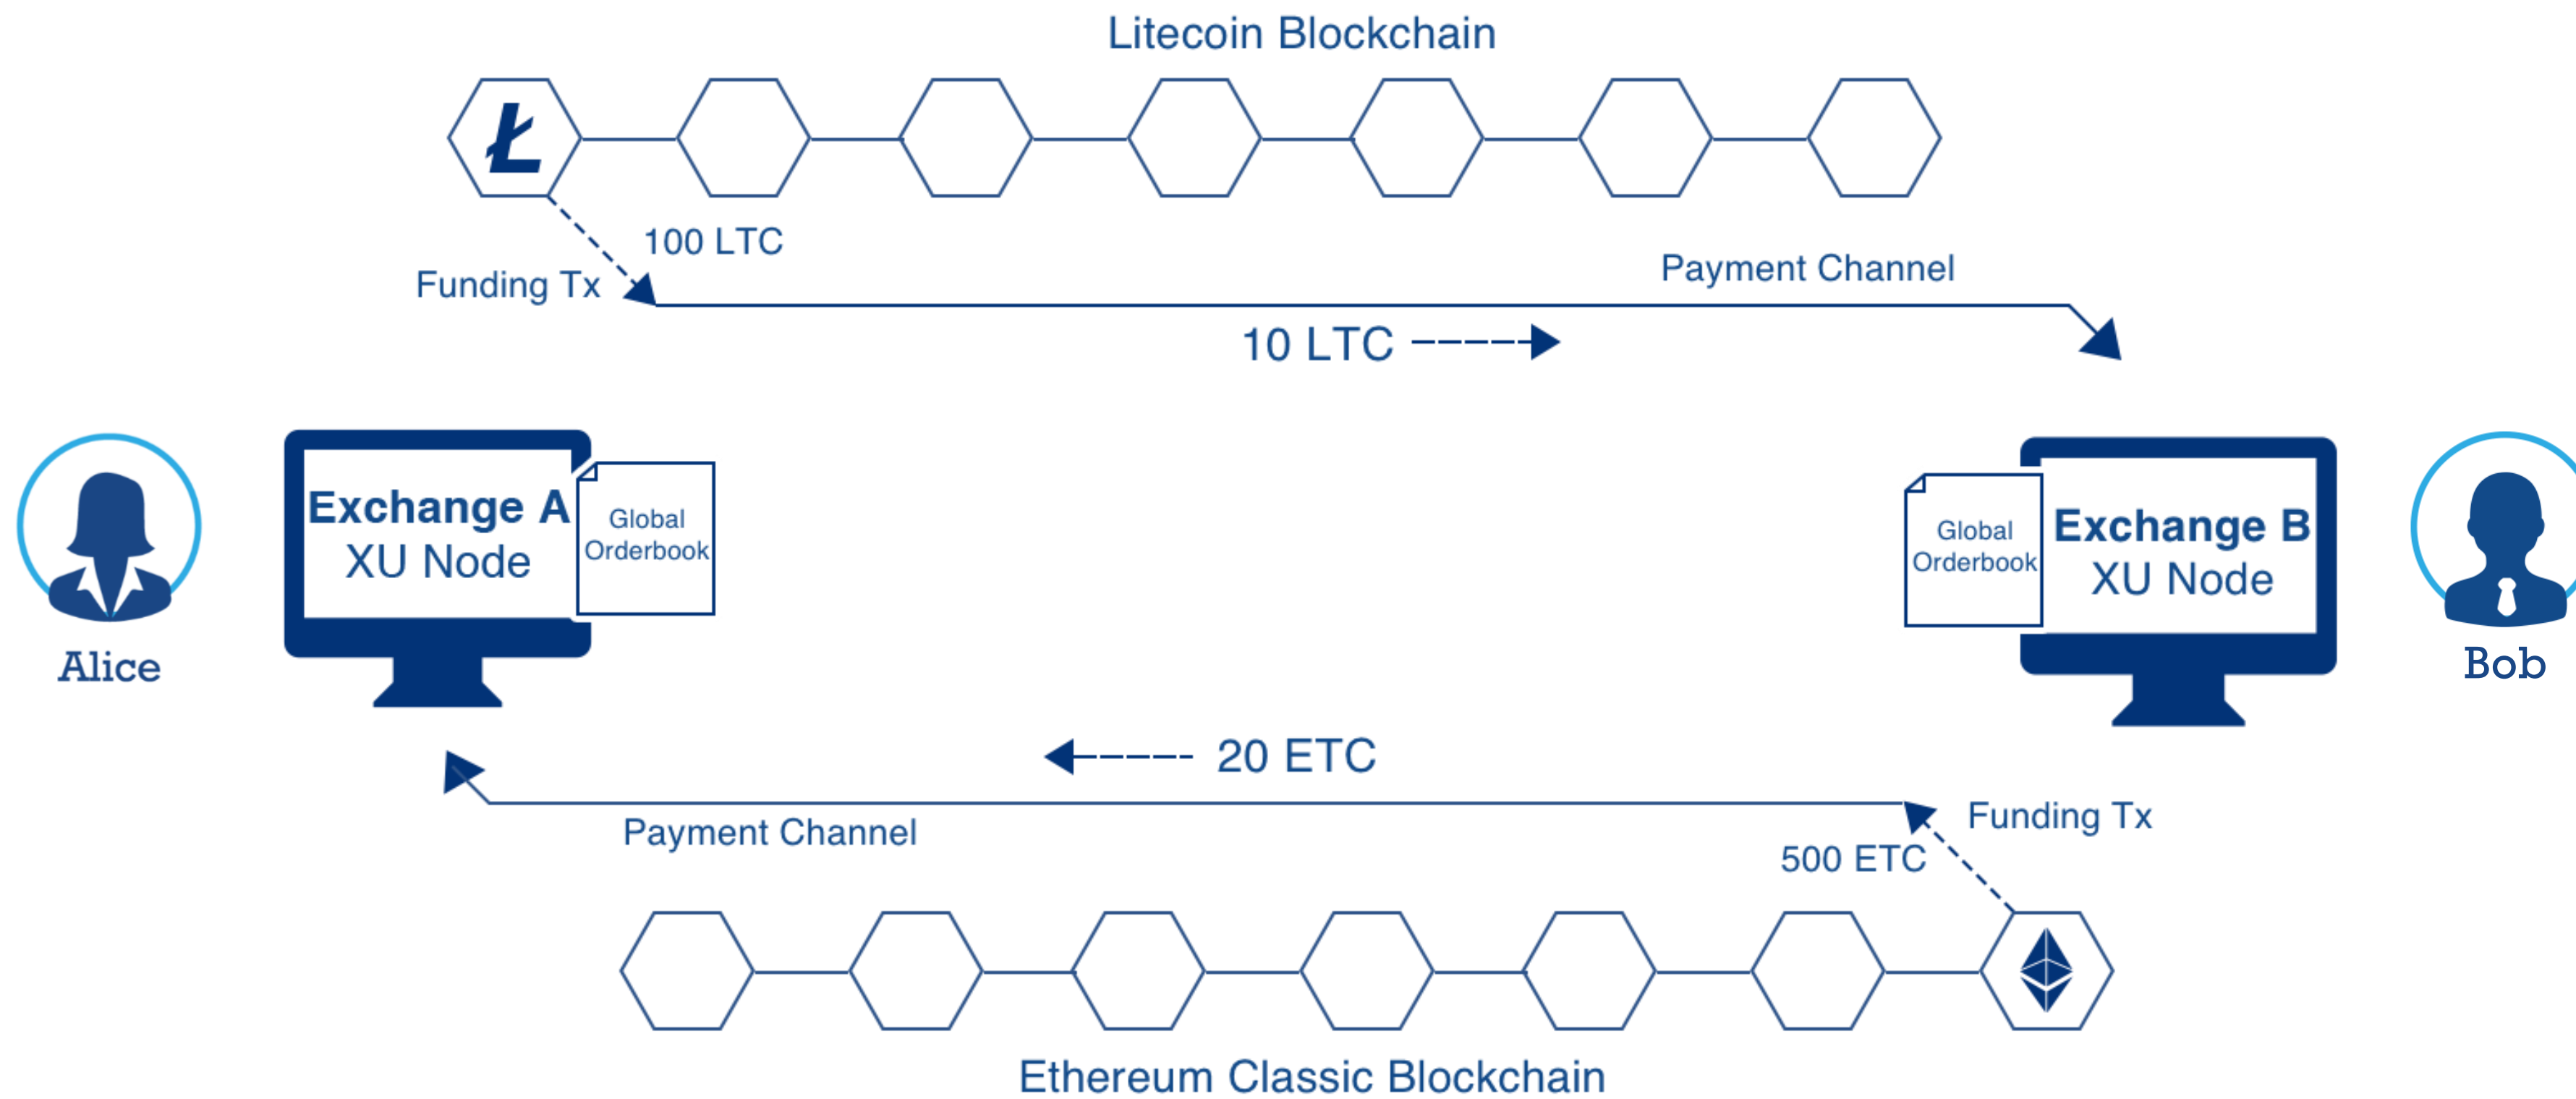 Litecoin Blockchain
100 LTC
Funding Tx
Payment Channel
10 LTC
Exchange A
XU Node
Global
Orderbook
Global
Orderbook
Exchange B
XU Node
Alice
Bob
20 ETC
Payment Channel
Funding Tx
500 ETC
Ethereum Classic Blockchain